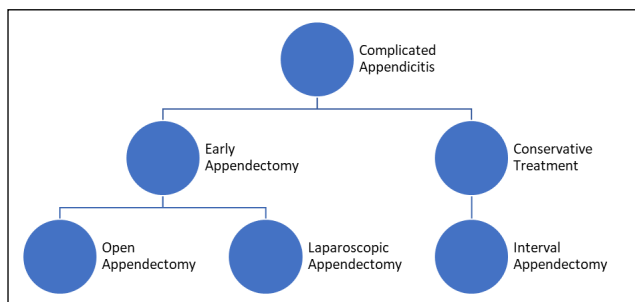 Complicated
Appendicitis
Early
Appendectomy
Conservative
Treatment
Open
Appendectomy
Laparoscopic
Appendectomy
Interval
Appendectomy